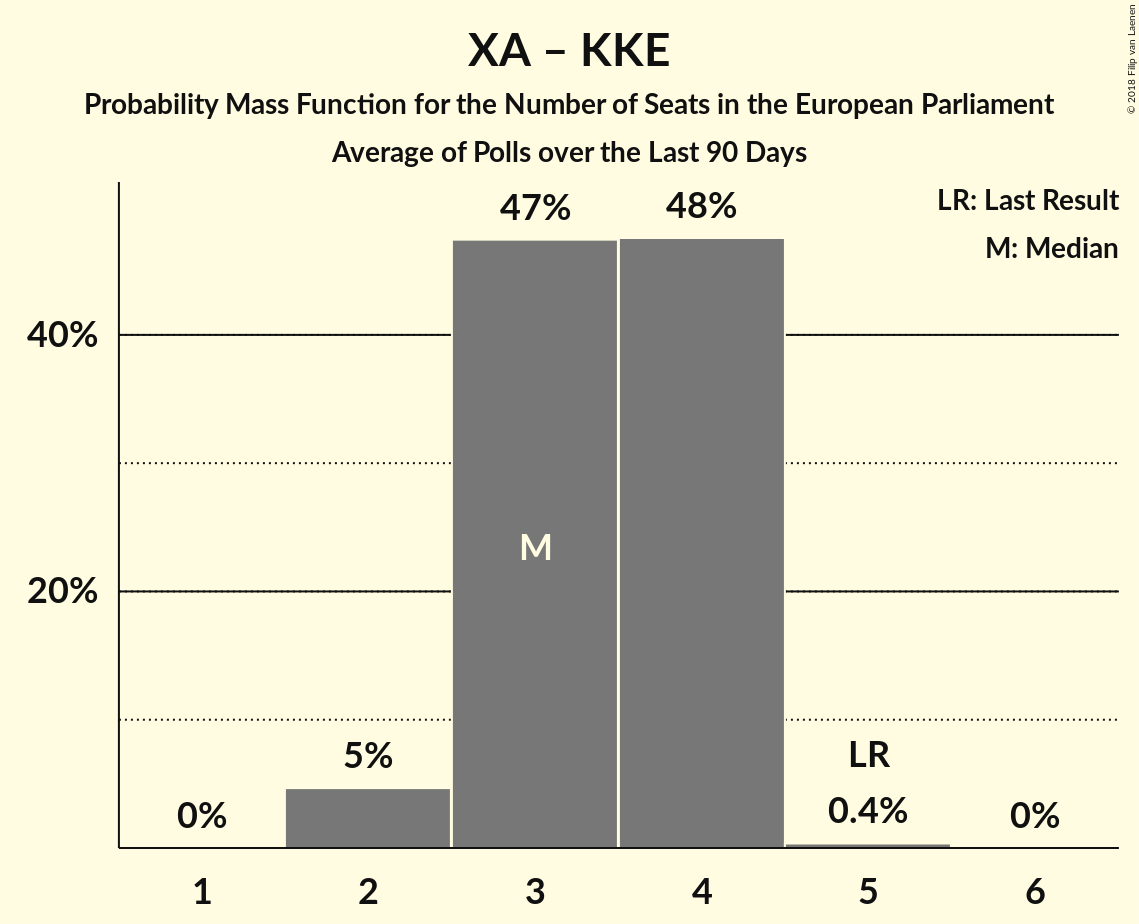 XA – KKE
Probability Mass Function for the Number of Seats in the European Parliament
Average of Polls over the Last 90 Days
© 2018 Filip van Laenen
LR: Last Result
M: Median
47%
48%
40%
M
20%
5%
LR
0%
0.4%
0%
1 2 3 4 5 6